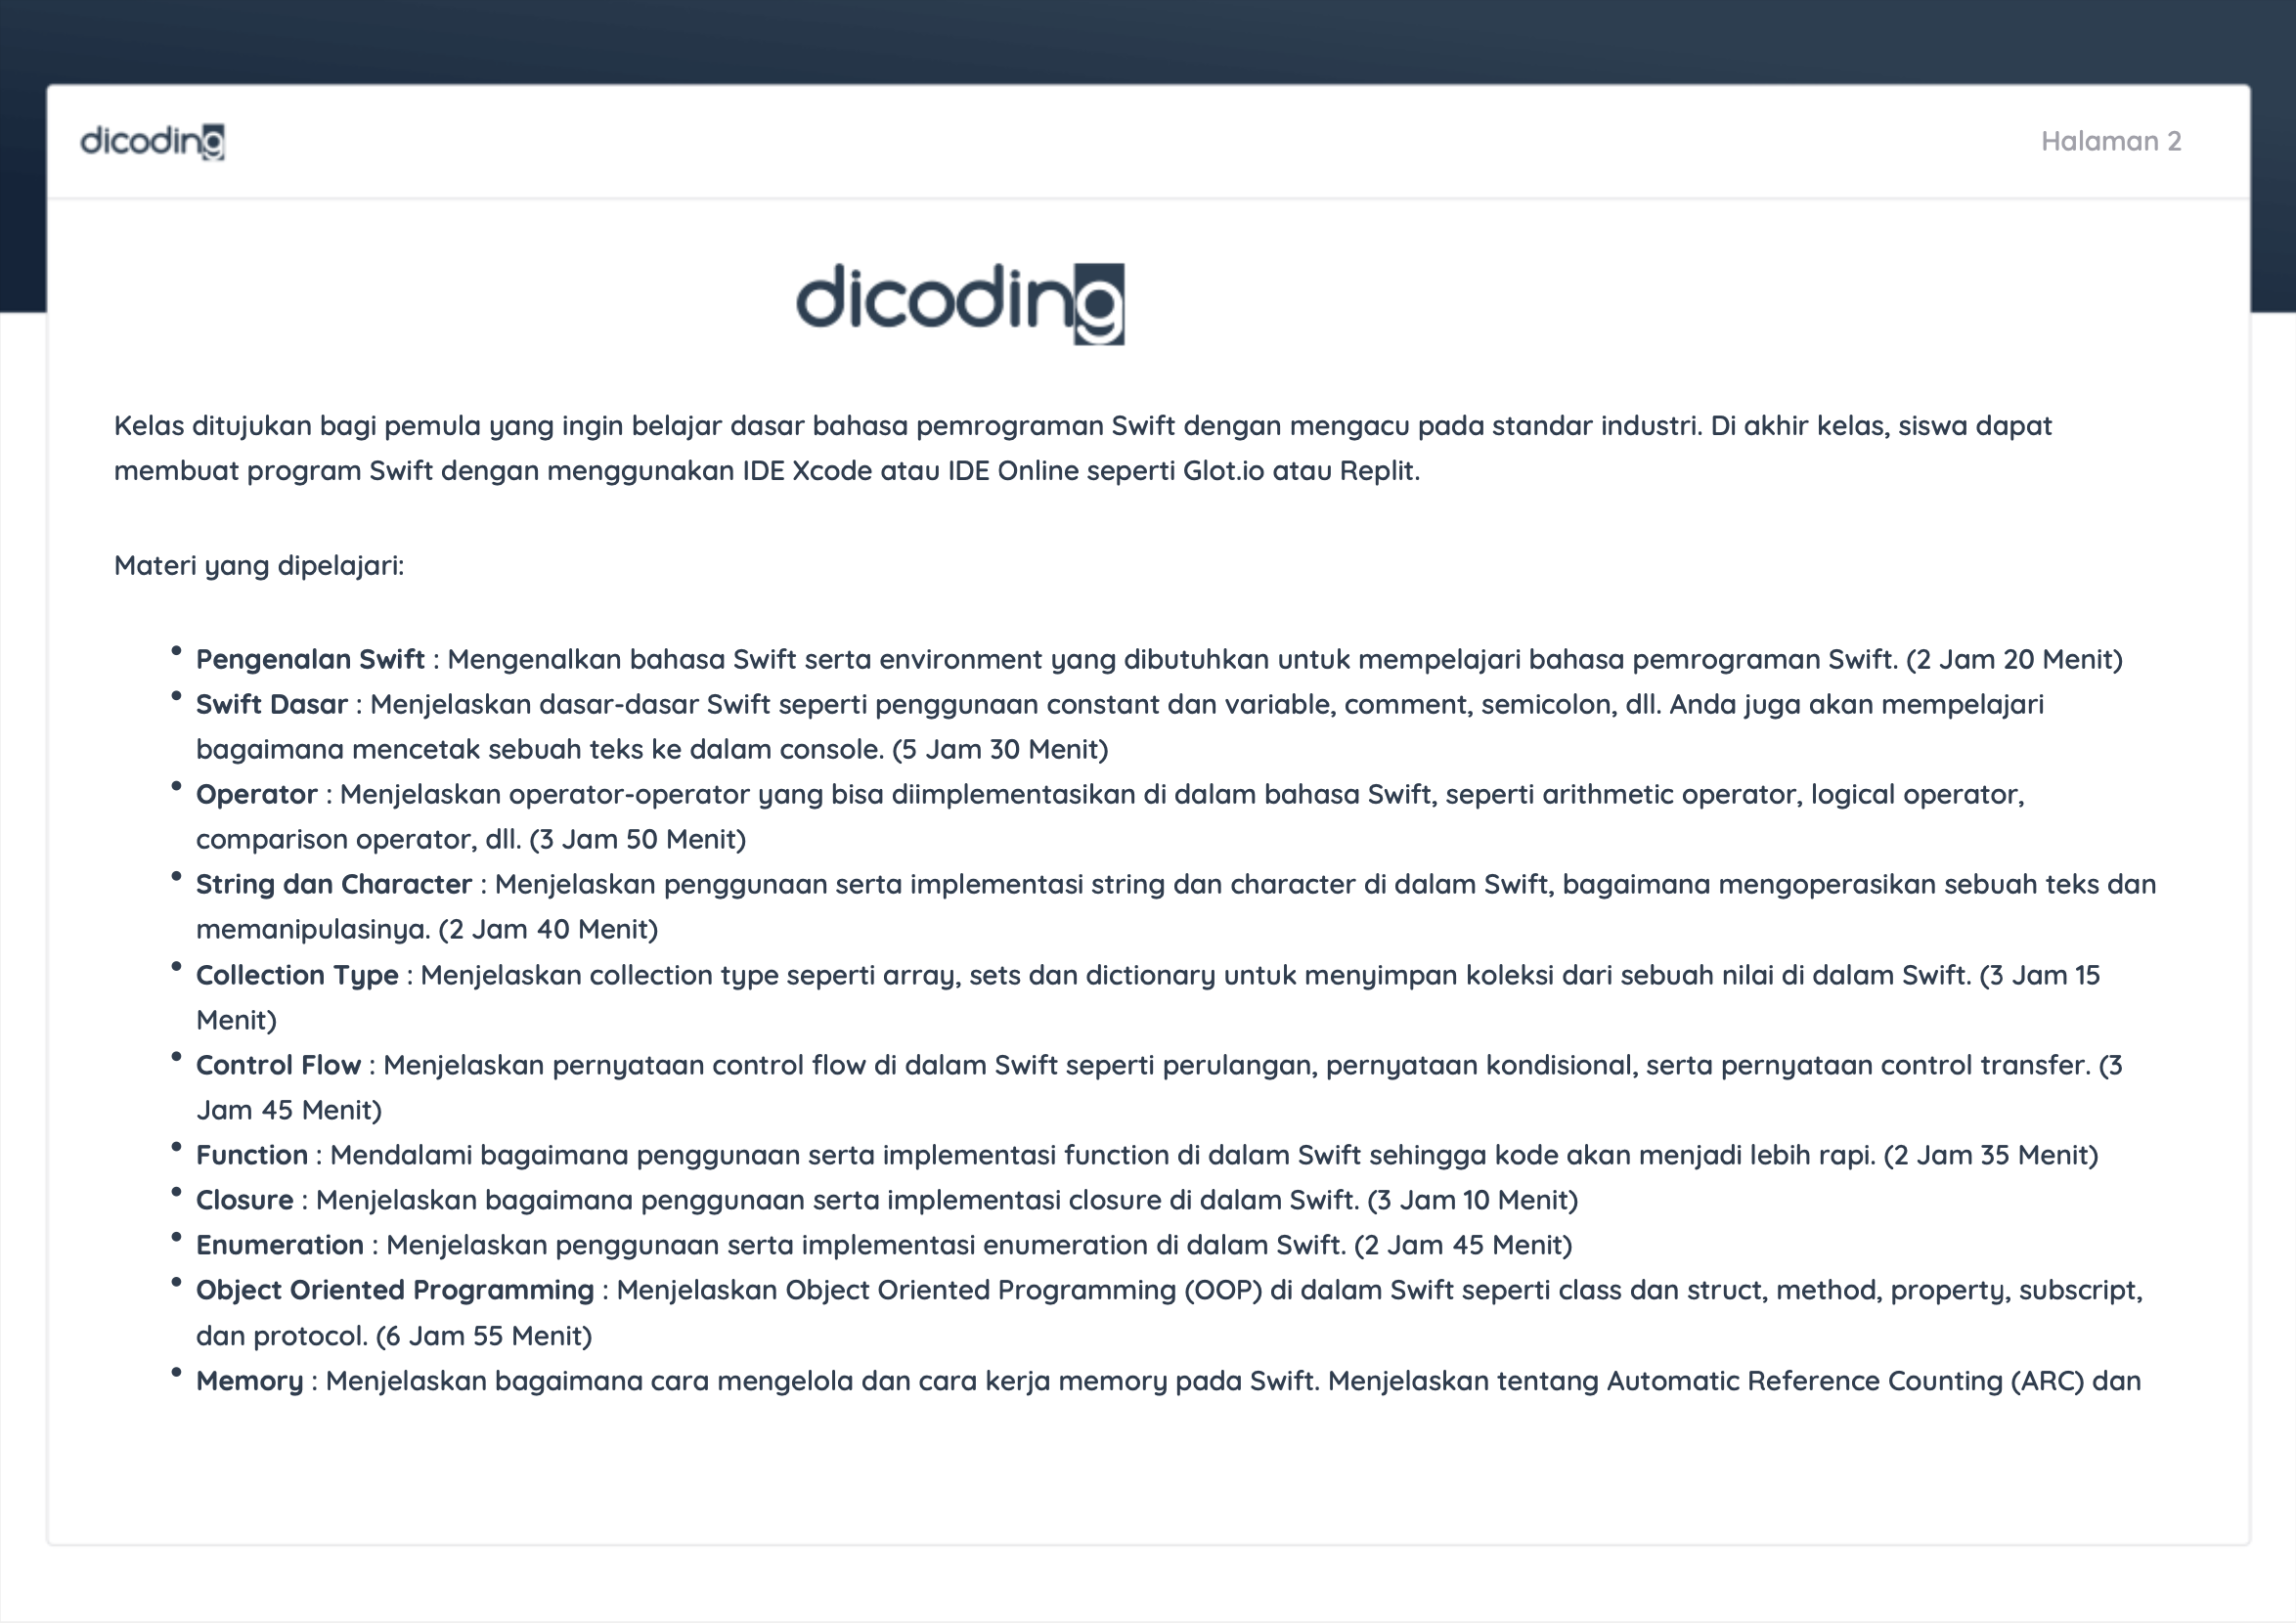 dicoding
Halaman 2
dicoding
Kelas ditujukan bagi pemula yang ingin belajar dasar bahasa pemrograman Swift dengan mengacu pada standar industri. Di akhir kelas, siswa dapat
membuat program Swift dengan menggunakan IDE Xcode atau IDE Online seperti Glot.io atau Replit.
Materi yang dipelajari:
• Pengenalan Swift : Mengenalkan bahasa Swift serta environment yang dibutuhkan untuk mempelajari bahasa pemrograman Swift. (2 Jam 20 Menit)
• Swift Dasar : Menjelaskan dasar-dasar Swift seperti penggunaan constant dan variable, comment, semicolon, dll. Anda juga akan mempelajari
bagaimana mencetak sebuah teks ke dalam console. (5 Jam 30 Menit)
• Operator : Menjelaskan operator-operator yang bisa diimplementasikan di dalam bahasa Swift, seperti arithmetic operator, logical operator,
comparison operator, dll. (3 Jam 50 Menit)
• String dan Character : Menjelaskan penggunaan serta implementasi string dan character di dalam Swift, bagaimana mengoperasikan sebuah teks dan
memanipulasinya. (2 Jam 40 Menit)
• Collection Type : Menjelaskan collection type seperti array, sets dan dictionary untuk menyimpan koleksi dari sebuah nilai di dalam Swift. (3 Jam 15
Menit)
• Control Flow : Menjelaskan pernyataan control flow di dalam Swift seperti perulangan, pernyataan kondisional, serta pernyataan control transfer. (3
Jam 45 Menit)
• Function : Mendalami bagaimana penggunaan serta implementasi function di dalam Swift sehingga kode akan menjadi lebih rapi. (2 Jam 35 Menit)
• Closure : Menjelaskan bagaimana penggunaan serta implementasi closure di dalam Swift. (3 Jam 10 Menit)
• Enumeration : Menjelaskan penggunaan serta implementasi enumeration di dalam Swift. (2 Jam 45 Menit)
• Object Oriented Programming : Menjelaskan Object Oriented Programming (OOP) di dalam Swift seperti class dan struct, method, property, subscript,
dan protocol. (6 Jam 55 Menit)
• Memory : Menjelaskan bagaimana cara mengelola dan cara kerja memory pada Swift. Menjelaskan tentang Automatic Reference Counting (ARC) dan